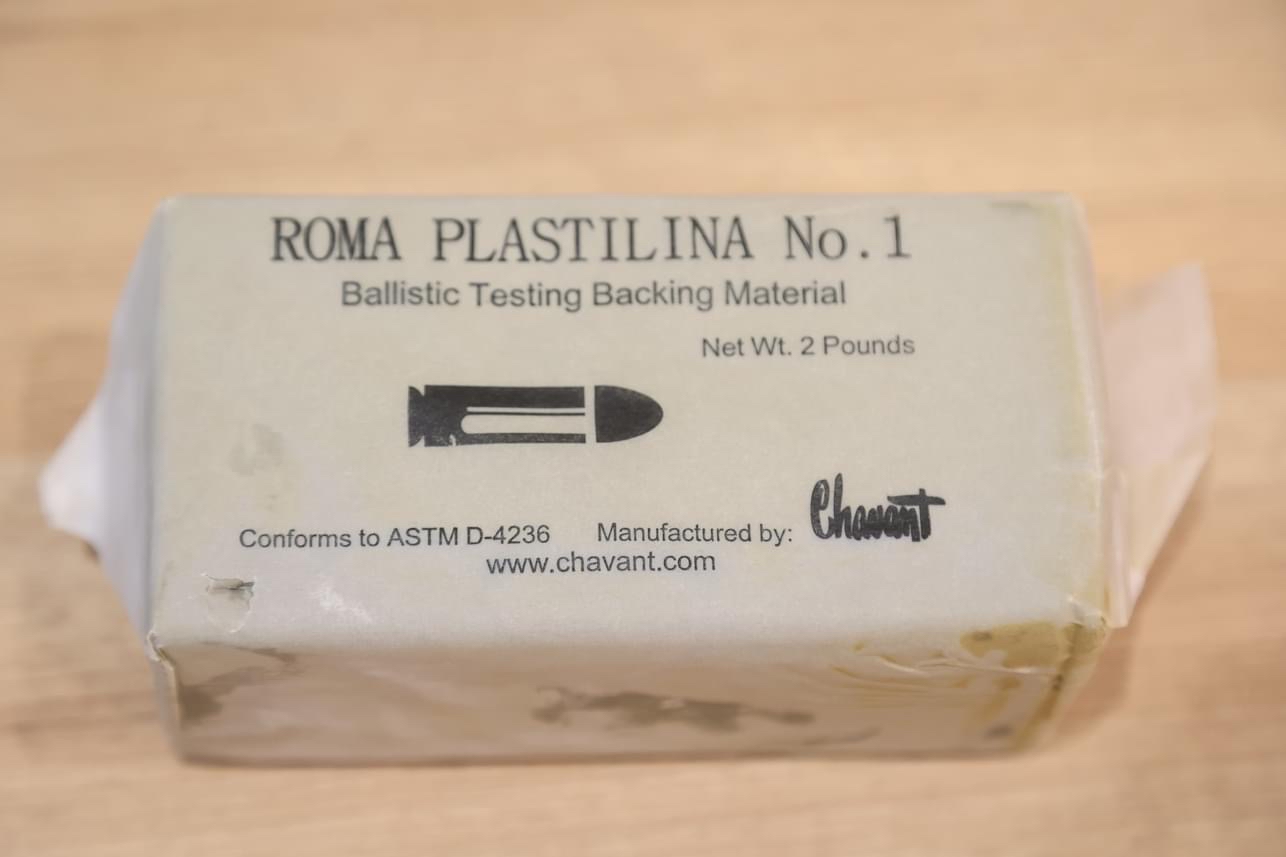 ROMA PLASTILINA No.1
Ballistic Testing Backing Material
Net Wt. 2 Pounds
Conforms to ASTM D-4236 Manufactured by: Chavant
www.chavant.com